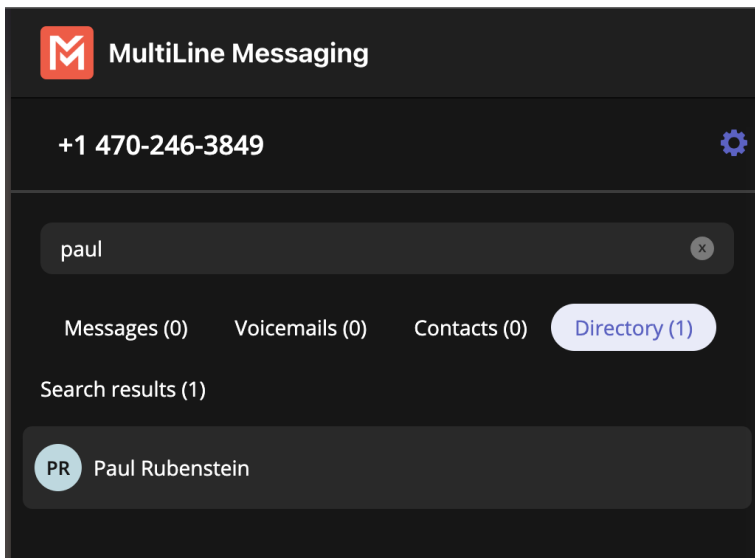 MultiLine Messaging
+1 470-246-3849
paul
x
Messages (0) Voicemails (0) Contacts (0) Directory (1)
Search results (1)
PR Paul Rubenstein